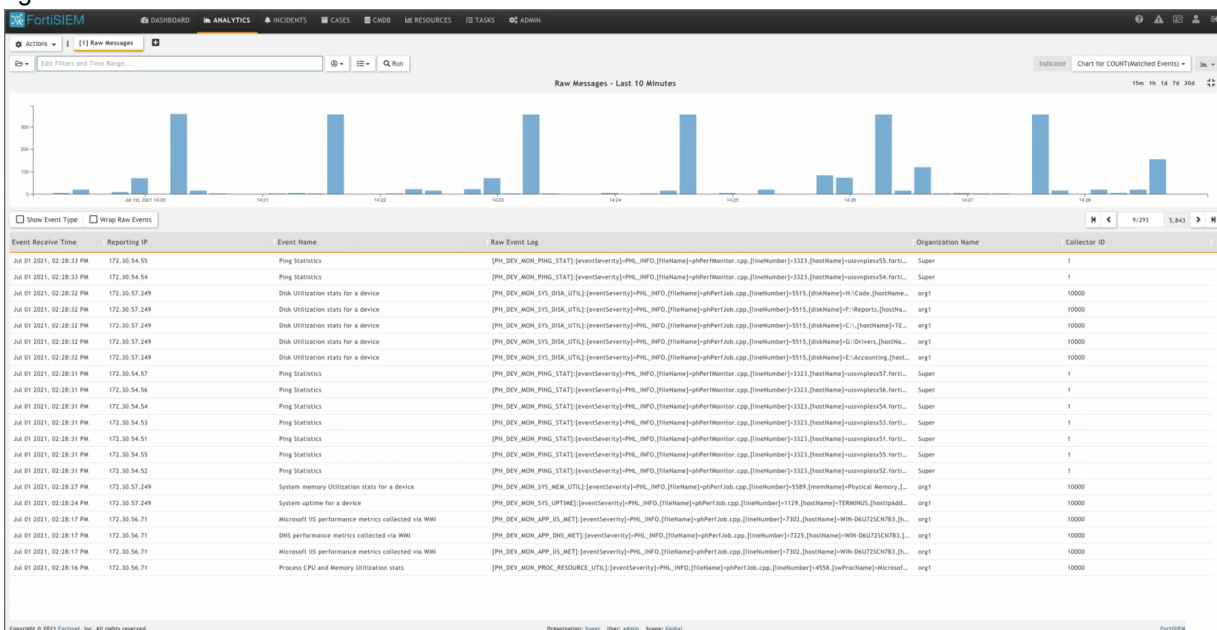 FortiSIEM DASHBOARD ANALYTICS INCIDENTS CASES CMDB RESOURCES TASKS ADMIN
Actions [1] Raw Messages
Edit Filters and Time Range... Run Indicator Chart for COUNT(Matched Events)
Raw Messages - Last 10 Minutes 15m 1h 1d 7d 30d
300
200
100
0
Jul 01st, 2021 14:20 14:21 14:22 14:23 14:24 14:25 14:26 14:27 14:28
Show Event Type Wrap Raw Events 9/293 5,843
Event Receive Time Reporting IP Event Name Raw Event Log Organization Name Collector ID
Jul 01 2021, 02:28:33 PM 172.30.54.55 Ping Statistics [PH_DEV_MON_PING_STAT]:[eventSeverity]=PHL_INFO,[fileName]=phPerfMonitor.cpp,[lineNumber]=3323,[hostName]=ussvnplesx55.forti... Super 1
Jul 01 2021, 02:28:33 PM 172.30.54.54 Ping Statistics [PH_DEV_MON_PING_STAT]:[eventSeverity]=PHL_INFO,[fileName]=phPerfMonitor.cpp,[lineNumber]=3323,[hostName]=ussvnplesx54.forti... Super 1
Jul 01 2021, 02:28:32 PM 172.30.57.249 Disk Utilization stats for a device [PH_DEV_MON_SYS_DISK_UTIL]:[eventSeverity]=PHL_INFO,[fileName]=phPerfJob.cpp,[lineNumber]=5515,[diskName]=H:\Code,[hostName... org1 10000
Jul 01 2021, 02:28:32 PM 172.30.57.249 Disk Utilization stats for a device [PH_DEV_MON_SYS_DISK_UTIL]:[eventSeverity]=PHL_INFO,[fileName]=phPerfJob.cpp,[lineNumber]=5515,[diskName]=F:\Reports,[hostNa... org1 10000
Jul 01 2021, 02:28:32 PM 172.30.57.249 Disk Utilization stats for a device [PH_DEV_MON_SYS_DISK_UTIL]:[eventSeverity]=PHL_INFO,[fileName]=phPerfJob.cpp,[lineNumber]=5515,[diskName]=C:\,[hostName]=TE... org1 10000
Jul 01 2021, 02:28:32 PM 172.30.57.249 Disk Utilization stats for a device [PH_DEV_MON_SYS_DISK_UTIL]:[eventSeverity]=PHL_INFO,[fileName]=phPerfJob.cpp,[lineNumber]=5515,[diskName]=G:\Drivers,[hostNa... org1 10000
Jul 01 2021, 02:28:32 PM 172.30.57.249 Disk Utilization stats for a device [PH_DEV_MON_SYS_DISK_UTIL]:[eventSeverity]=PHL_INFO,[fileName]=phPerfJob.cpp,[lineNumber]=5515,[diskName]=E:\Accounting,[host... org1 10000
Jul 01 2021, 02:28:31 PM 172.30.54.57 Ping Statistics [PH_DEV_MON_PING_STAT]:[eventSeverity]=PHL_INFO,[fileName]=phPerfMonitor.cpp,[lineNumber]=3323,[hostName]=ussvnplesx57.forti... Super 1
Jul 01 2021, 02:28:31 PM 172.30.54.56 Ping Statistics [PH_DEV_MON_PING_STAT]:[eventSeverity]=PHL_INFO,[fileName]=phPerfMonitor.cpp,[lineNumber]=3323,[hostName]=ussvnplesx56.forti... Super 1
Jul 01 2021, 02:28:31 PM 172.30.54.54 Ping Statistics [PH_DEV_MON_PING_STAT]:[eventSeverity]=PHL_INFO,[fileName]=phPerfMonitor.cpp,[lineNumber]=3323,[hostName]=ussvnplesx54.forti... Super 1
Jul 01 2021, 02:28:31 PM 172.30.54.53 Ping Statistics [PH_DEV_MON_PING_STAT]:[eventSeverity]=PHL_INFO,[fileName]=phPerfMonitor.cpp,[lineNumber]=3323,[hostName]=ussvnplesx53.forti... Super 1
Jul 01 2021, 02:28:31 PM 172.30.54.51 Ping Statistics [PH_DEV_MON_PING_STAT]:[eventSeverity]=PHL_INFO,[fileName]=phPerfMonitor.cpp,[lineNumber]=3323,[hostName]=ussvnplesx51.forti... Super 1
Jul 01 2021, 02:28:31 PM 172.30.54.55 Ping Statistics [PH_DEV_MON_PING_STAT]:[eventSeverity]=PHL_INFO,[fileName]=phPerfMonitor.cpp,[lineNumber]=3323,[hostName]=ussvnplesx55.forti... Super 1
Jul 01 2021, 02:28:31 PM 172.30.54.52 Ping Statistics [PH_DEV_MON_PING_STAT]:[eventSeverity]=PHL_INFO,[fileName]=phPerfMonitor.cpp,[lineNumber]=3323,[hostName]=ussvnplesx52.forti... Super 1
Jul 01 2021, 02:28:27 PM 172.30.57.249 System memory Utilization stats for a device [PH_DEV_MON_SYS_MEM_UTIL]:[eventSeverity]=PHL_INFO,[fileName]=phPerfJob.cpp,[lineNumber]=5589,[memName]=Physical Memory,[... org1 10000
Jul 01 2021, 02:28:24 PM 172.30.57.249 System uptime for a device [PH_DEV_MON_SYS_UPTIME]:[eventSeverity]=PHL_INFO,[fileName]=phPerfJob.cpp,[lineNumber]=1129,[hostName]=TERMINUS,[hostIpAdd... org1 10000
Jul 01 2021, 02:28:17 PM 172.30.56.71 Microsoft IIS performance metrics collected via WMI [PH_DEV_MON_APP_IIS_MET]:[eventSeverity]=PHL_INFO,[fileName]=phPerfJob.cpp,[lineNumber]=7302,[hostName]=WIN-D6U72SCN7B3,[h... org1 10000
Jul 01 2021, 02:28:17 PM 172.30.56.71 DNS performance metrics collected via WMI [PH_DEV_MON_APP_DNS_MET]:[eventSeverity]=PHL_INFO,[fileName]=phPerfJob.cpp,[lineNumber]=7225,[hostName]=WIN-D6U72SCN7B3,[... org1 10000
Jul 01 2021, 02:28:17 PM 172.30.56.71 Microsoft IIS performance metrics collected via WMI [PH_DEV_MON_APP_IIS_MET]:[eventSeverity]=PHL_INFO,[fileName]=phPerfJob.cpp,[lineNumber]=7302,[hostName]=WIN-D6U72SCN7B3,[h... org1 10000
Jul 01 2021, 02:28:16 PM 172.30.56.71 Process CPU and Memory Utilization stats [PH_DEV_MON_PROC_RESOURCE_UTIL]:[eventSeverity]=PHL_INFO,[fileName]=phPerfJob.cpp,[lineNumber]=4558,[swProcName]=Microsof... org1 10000
Copyright © 2021 Fortinet, Inc. All rights reserved. Organization: Super User: admin Scope: Global FortiSIEM